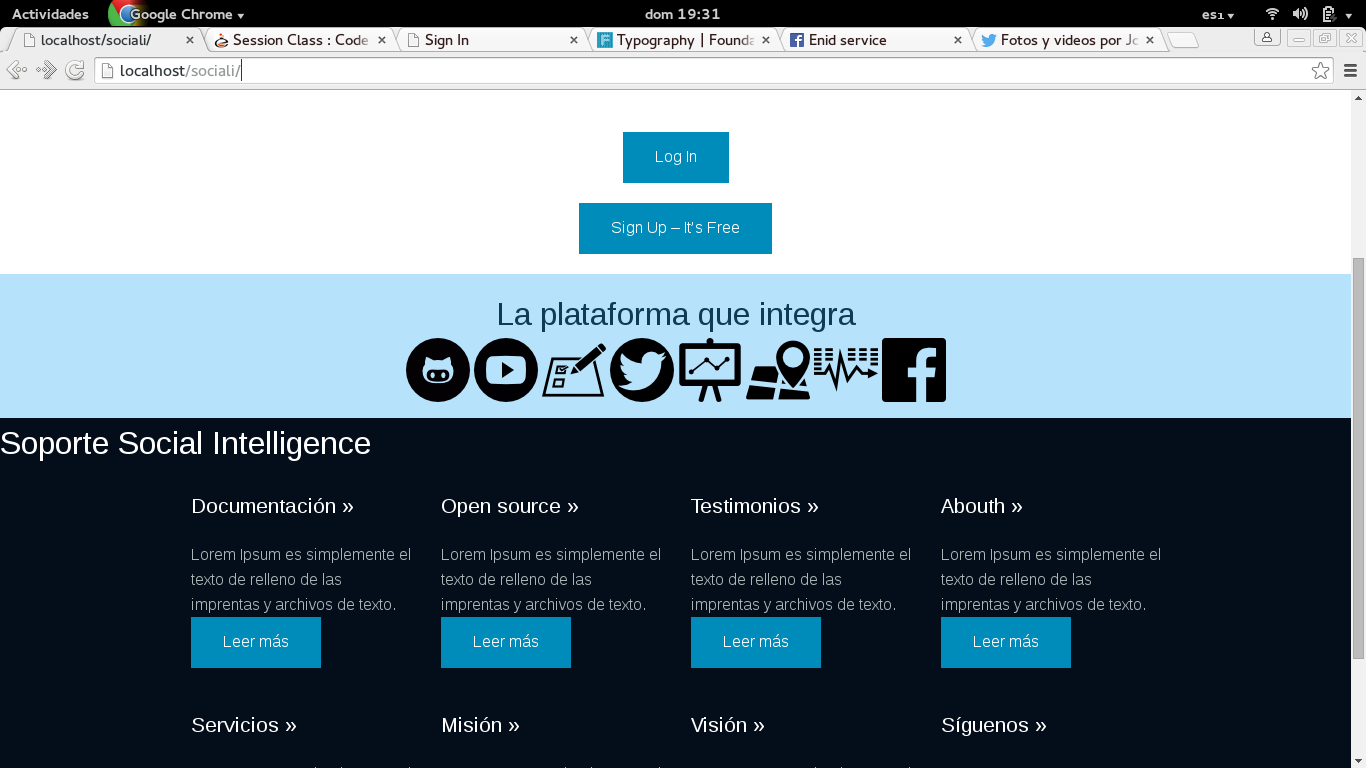 Actividades Google Chrome dom 19:31 es₁
localhost/sociali/ Session Class : Code Sign In Typography | Founda Enid service Fotos y videos por Jo
localhost/sociali/
Log In
Sign Up – It's Free
La plataforma que integra
Soporte Social Intelligence
Documentación » Open source » Testimonios » Abouth »
Lorem Ipsum es simplemente el Lorem Ipsum es simplemente el Lorem Ipsum es simplemente el Lorem Ipsum es simplemente el
texto de relleno de las texto de relleno de las texto de relleno de las texto de relleno de las
imprentas y archivos de texto. imprentas y archivos de texto. imprentas y archivos de texto. imprentas y archivos de texto.
Leer más Leer más Leer más Leer más
Servicios » Misión » Visión » Síguenos »